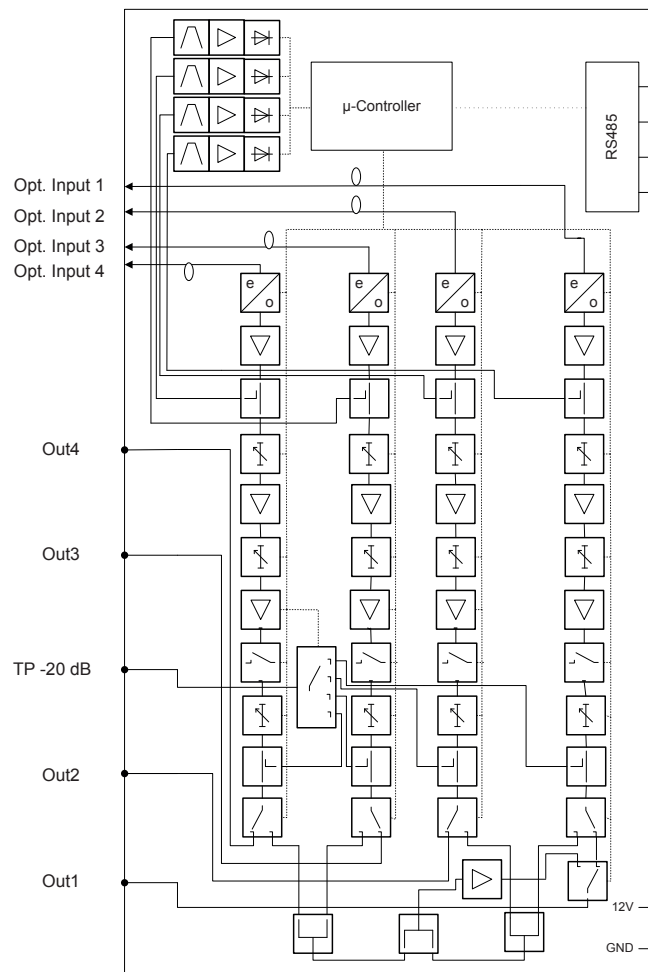 µ-Controller
RS485
Opt. Input 1
Opt. Input 2
Opt. Input 3
Opt. Input 4
e o
e o
e o
e o
Out4
Out3
TP -20 dB
Out2
Out1
12V
GND